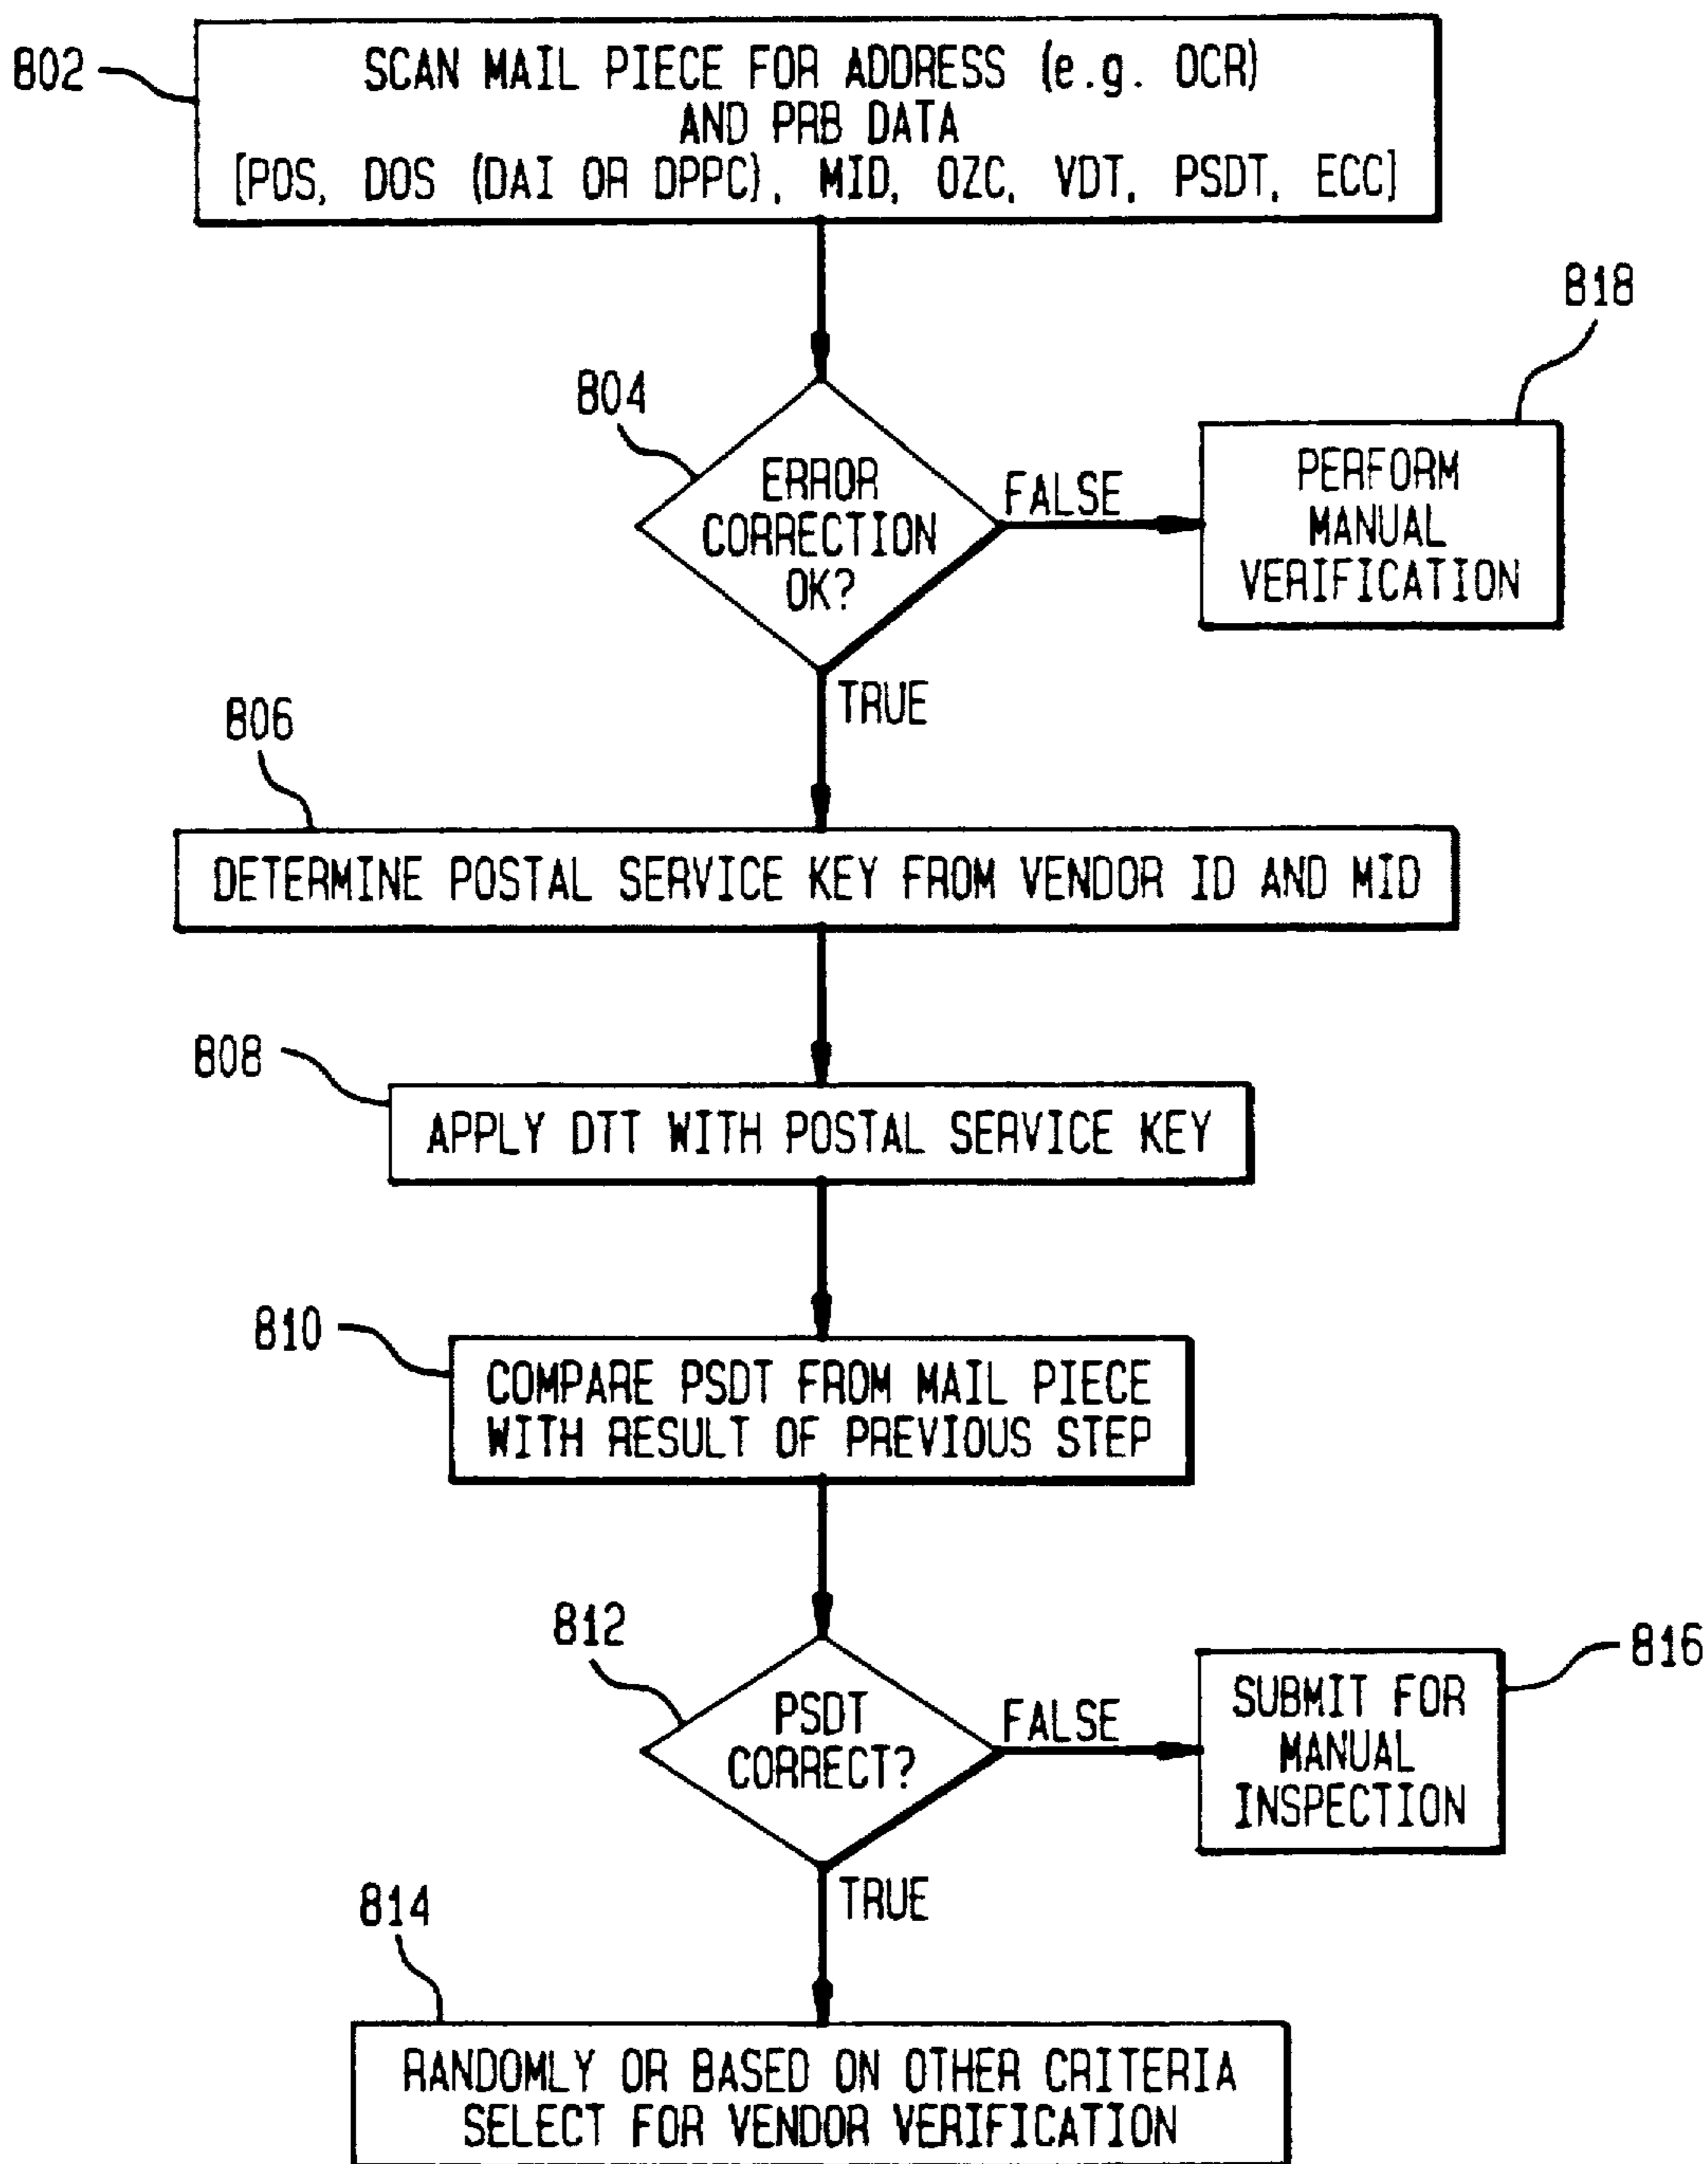 802
SCAN MAIL PIECE FOR ADDRESS (e.g. OCR)
AND PRB DATA
[POS, DOS (DAI OR DPPC), MID, OZC, VDT, PSDT, ECC]
818
804
ERROR
CORRECTION
OK?
FALSE
PERFORM
MANUAL
VERIFICATION
TRUE
806
DETERMINE POSTAL SERVICE KEY FROM VENDOR ID AND MID
808
APPLY DTT WITH POSTAL SERVICE KEY
810
COMPARE PSDT FROM MAIL PIECE
WITH RESULT OF PREVIOUS STEP
812
PSDT
CORRECT?
FALSE
816
SUBMIT FOR
MANUAL
INSPECTION
TRUE
814
RANDOMLY OR BASED ON OTHER CRITERIA
SELECT FOR VENDOR VERIFICATION